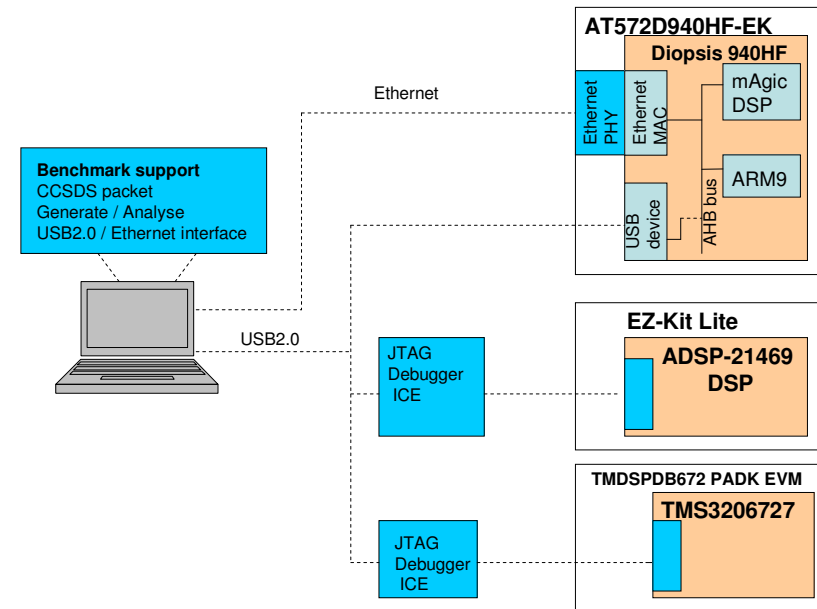 AT572D940HF-EK
Diopsis 940HF
mAgic
DSP
Ethernet
PHY
Ethernet
MAC
ARM9
AHB bus
USB
device
Ethernet
Benchmark support
CCSDS packet
Generate / Analyse
USB2.0 / Ethernet interface
USB2.0
JTAG
Debugger
ICE
EZ-Kit Lite
ADSP-21469
DSP
TMDSPDB672 PADK EVM
TMS3206727
JTAG
Debugger
ICE